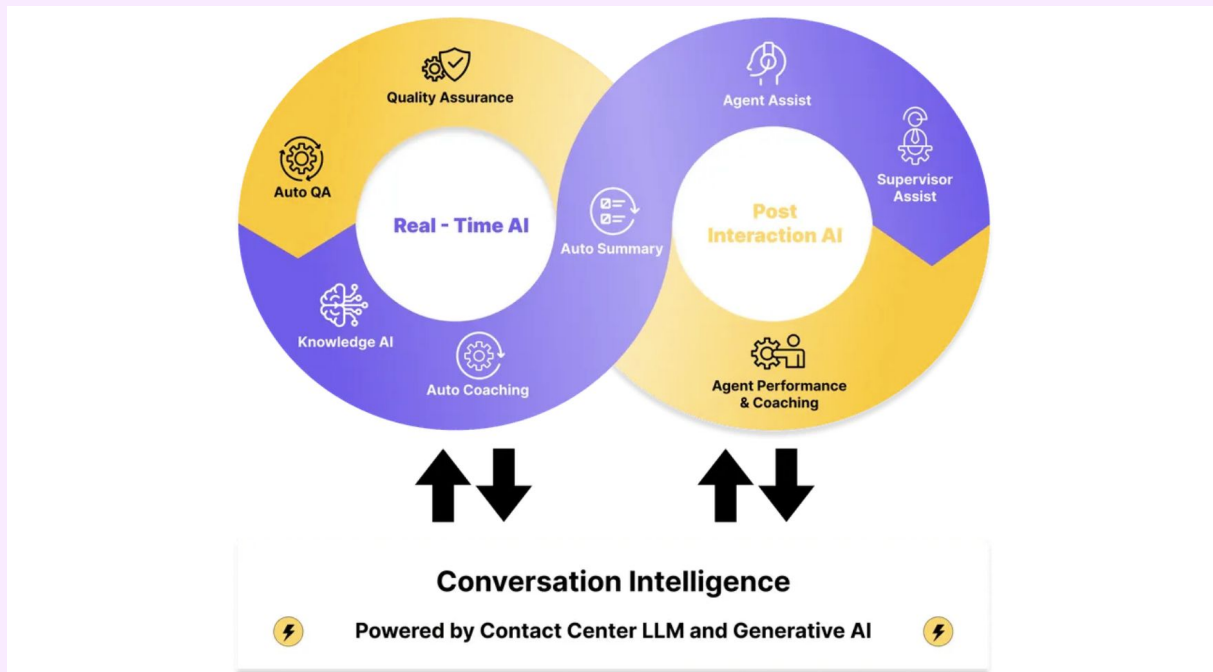 Quality Assurance
Auto QA
Real - Time AI
Knowledge AI
Auto Coaching
Auto Summary
Agent Assist
Supervisor
Assist
Post
Interaction AI
Agent Performance
& Coaching
Conversation Intelligence
Powered by Contact Center LLM and Generative AI